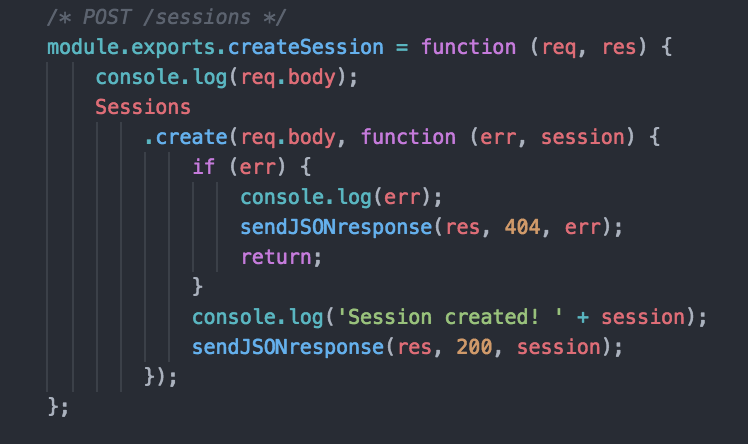 /* POST /sessions */
module.exports.createSession = function (req, res) {
    console.log(req.body);
    Sessions
        .create(req.body, function (err, session) {
            if (err) {
                console.log(err);
                sendJSONresponse(res, 404, err);
                return;
            }
            console.log('Session created! ' + session);
            sendJSONresponse(res, 200, session);
        });
};